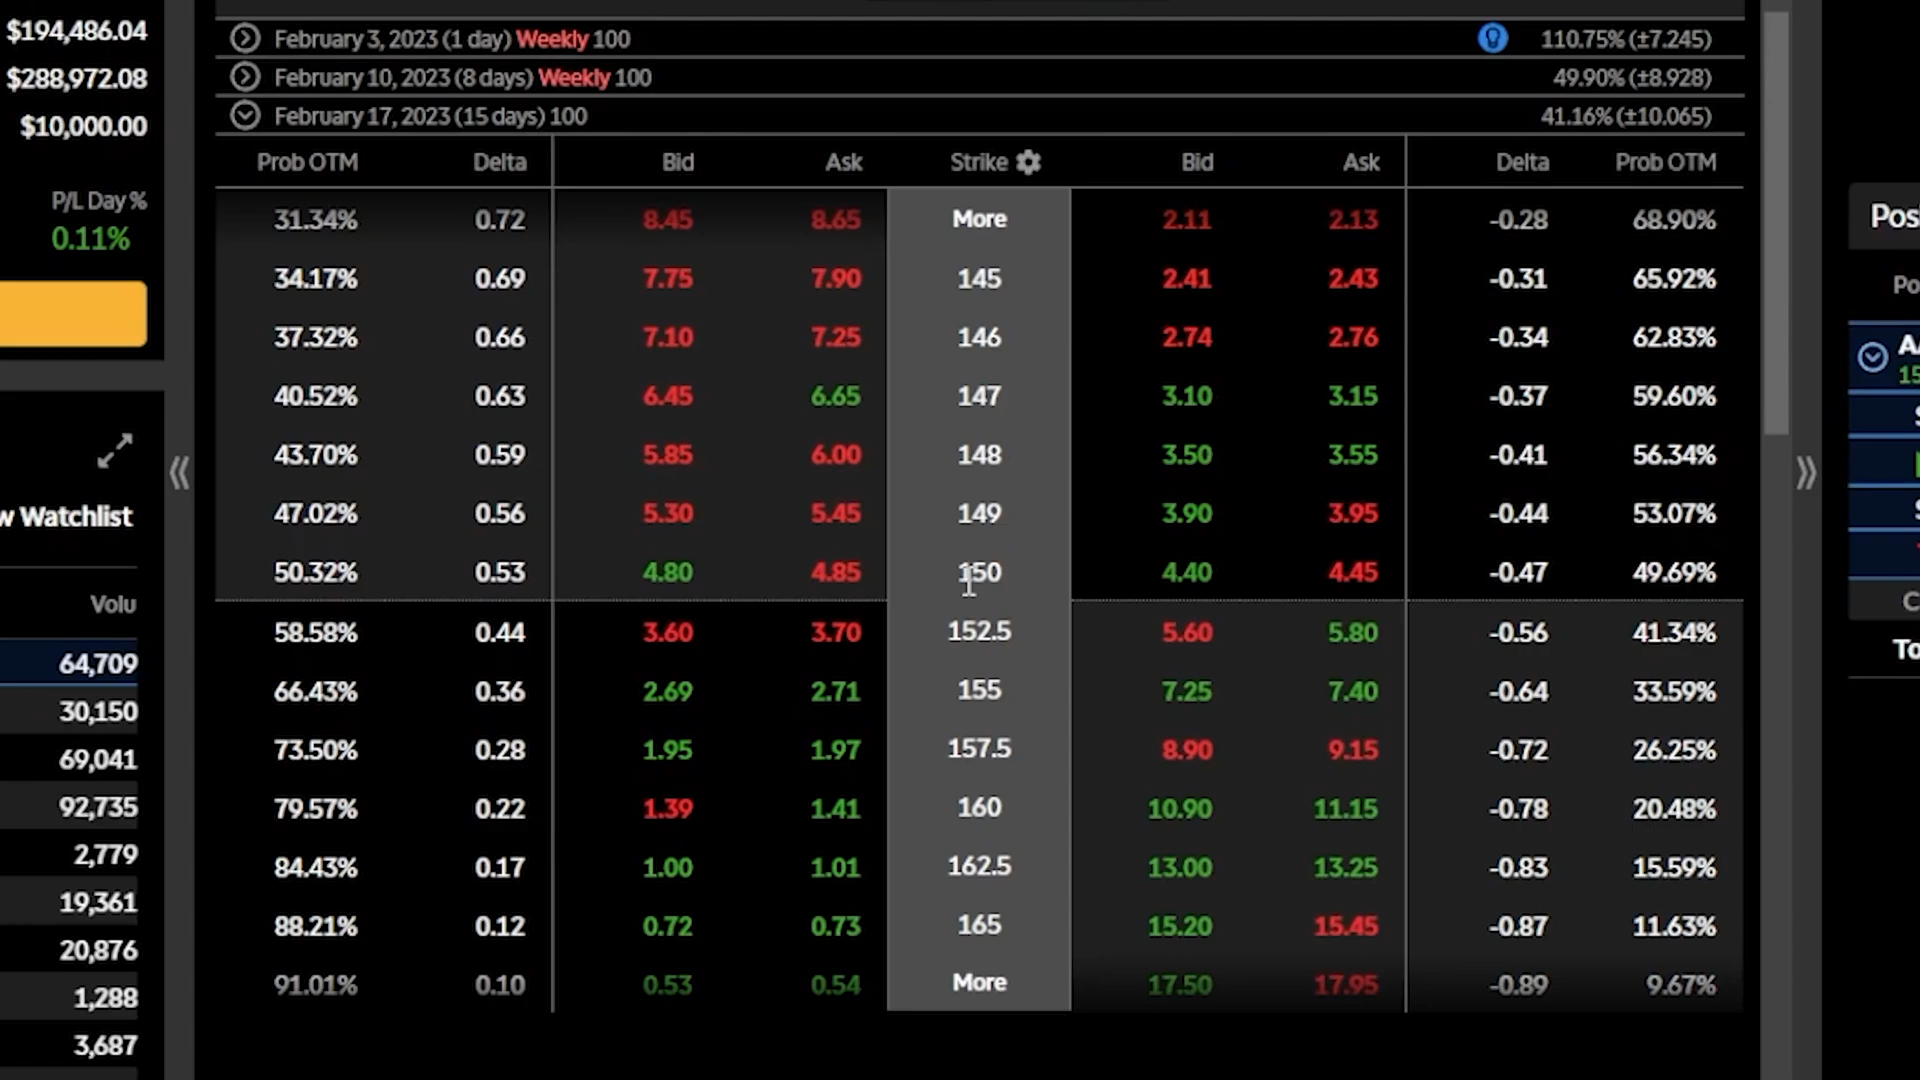 $194,486.04
$288,972.08
$10,000.00
P/L Day %
0.11%
w Watchlist
Volu
64,709
30,150
69,041
92,735
2,779
19,361
20,876
1,288
3,687
February 3, 2023 (1 day) Weekly 100 110.75% (±7.245)
February 10, 2023 (8 days) Weekly 100 49.90% (±8.928)
February 17, 2023 (15 days) 100 41.16% (±10.065)
Prob OTM Delta Bid Ask Strike Bid Ask Delta Prob OTM
31.34% 0.72 8.45 8.65 More 2.11 2.13 -0.28 68.90%
34.17% 0.69 7.75 7.90 145 2.41 2.43 -0.31 65.92%
37.32% 0.66 7.10 7.25 146 2.74 2.76 -0.34 62.83%
40.52% 0.63 6.45 6.65 147 3.10 3.15 -0.37 59.60%
43.70% 0.59 5.85 6.00 148 3.50 3.55 -0.41 56.34%
47.02% 0.56 5.30 5.45 149 3.90 3.95 -0.44 53.07%
50.32% 0.53 4.80 4.85 150 4.40 4.45 -0.47 49.69%
58.58% 0.44 3.60 3.70 152.5 5.60 5.80 -0.56 41.34%
66.43% 0.36 2.69 2.71 155 7.25 7.40 -0.64 33.59%
73.50% 0.28 1.95 1.97 157.5 8.90 9.15 -0.72 26.25%
79.57% 0.22 1.39 1.41 160 10.90 11.15 -0.78 20.48%
84.43% 0.17 1.00 1.01 162.5 13.00 13.25 -0.83 15.59%
88.21% 0.12 0.72 0.73 165 15.20 15.45 -0.87 11.63%
91.01% 0.10 0.53 0.54 More 17.50 17.95 -0.89 9.67%
Pos
Po
15
To